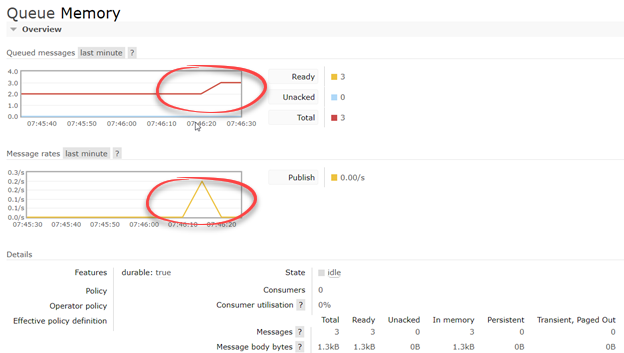 Queue Memory
Overview
Queued messages last minute ?
4.0
3.0
2.0
1.0
0.0
07:45:40 07:45:50 07:46:00 07:46:10 07:46:20 07:46:30
Ready 3
Unacked 0
Total 3
Message rates last minute ?
0.3/s
0.2/s
0.2/s
0.1/s
0.1/s
0.0/s
07:45:30 07:45:40 07:45:50 07:46:00 07:46:10 07:46:20
Publish 0.00/s
Details
Features durable: true
Policy
Operator policy
Effective policy definition
State idle
Consumers 0
Consumer utilisation ? 0%
Total Ready Unacked In memory Persistent Transient, Paged Out
Messages ? 3 3 0 3 0 0
Message body bytes ? 1.3kB 1.3kB 0B 1.3kB 0B 0B